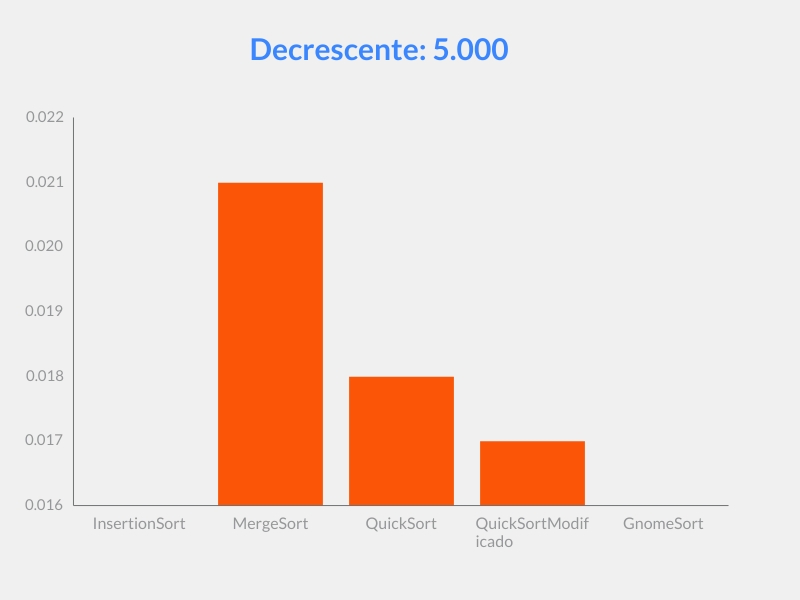 Decrescente: 5.000
0.022
0.021
0.020
0.019
0.018
0.017
0.016
InsertionSort
MergeSort
QuickSort
QuickSortModif
icado
GnomeSort